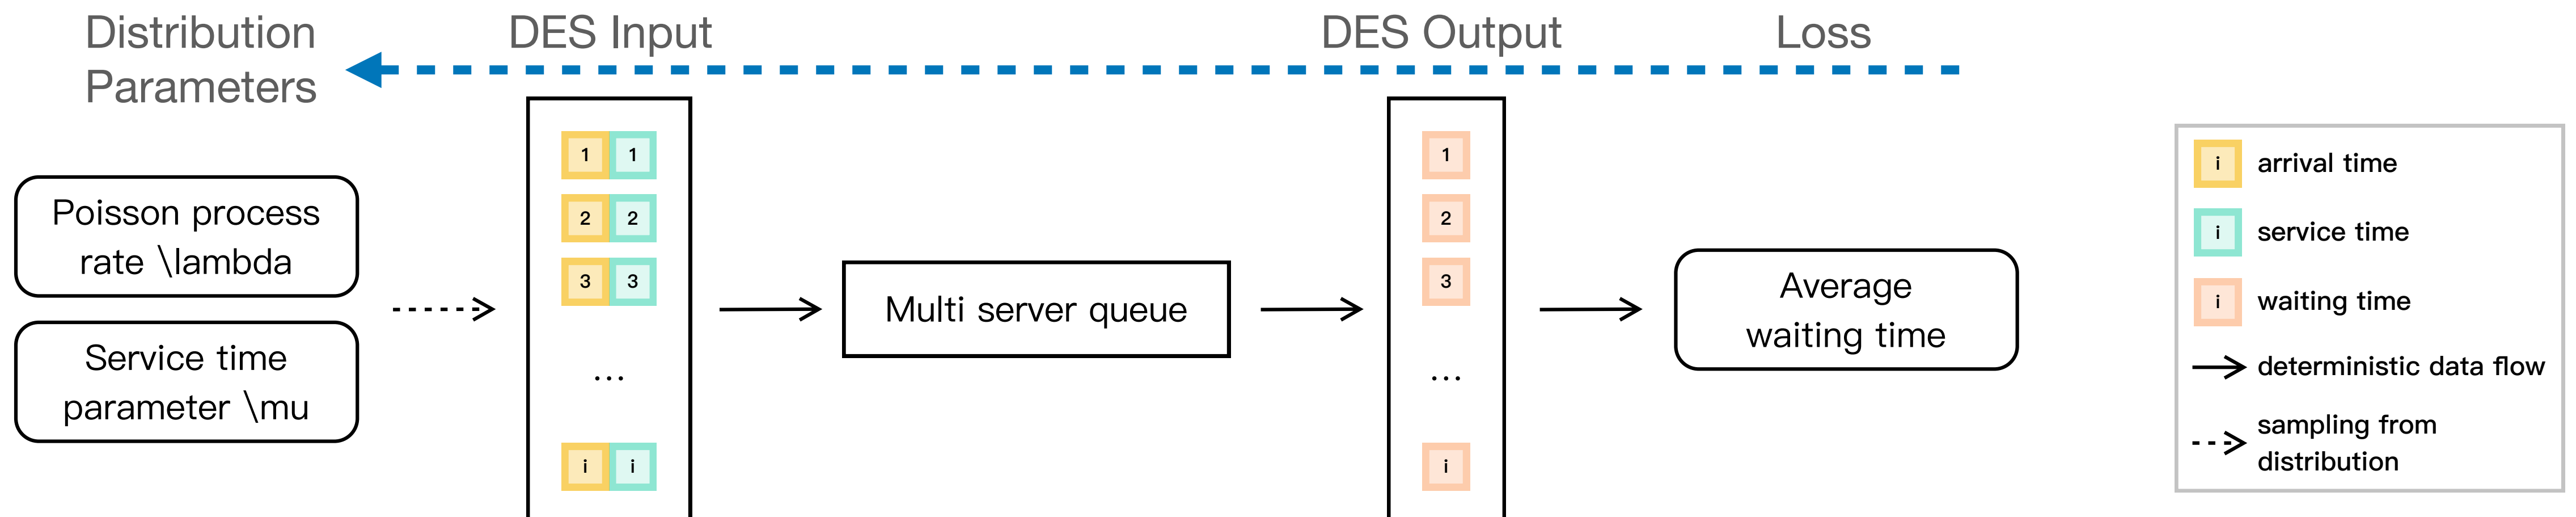 Distribution
Parameters
DES Input
DES Output
Loss
Poisson process
rate \lambda
Service time
parameter \mu
1 1
2 2
3 3
...
i i
Multi server queue
1
2
3
...
i
Average
waiting time
i arrival time
i service time
i waiting time
deterministic data flow
sampling from
distribution